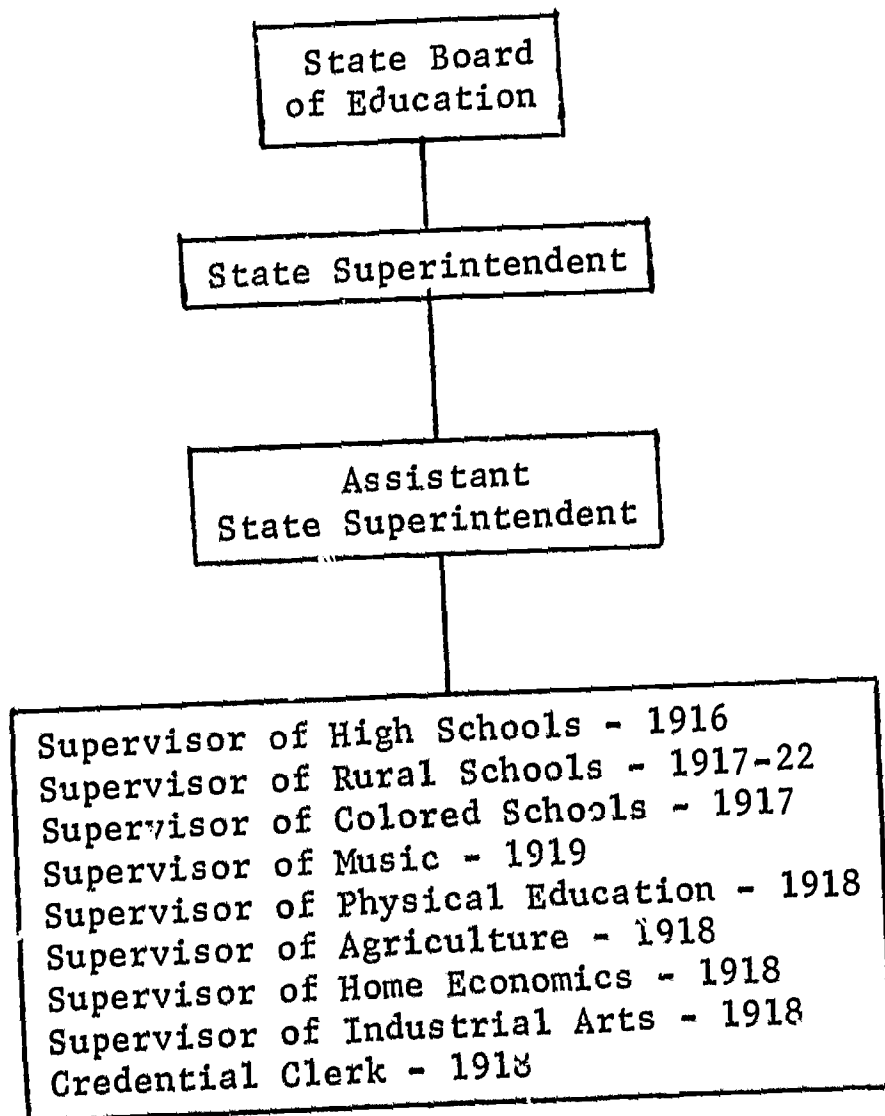 State Board
of Education
State Superintendent
Assistant
State Superintendent
Supervisor of High Schools - 1916
Supervisor of Rural Schools - 1917-22
Supervisor of Colored Schools - 1917
Supervisor of Music - 1919
Supervisor of Physical Education - 1918
Supervisor of Agriculture - 1918
Supervisor of Home Economics - 1918
Supervisor of Industrial Arts - 1918
Credential Clerk - 1918